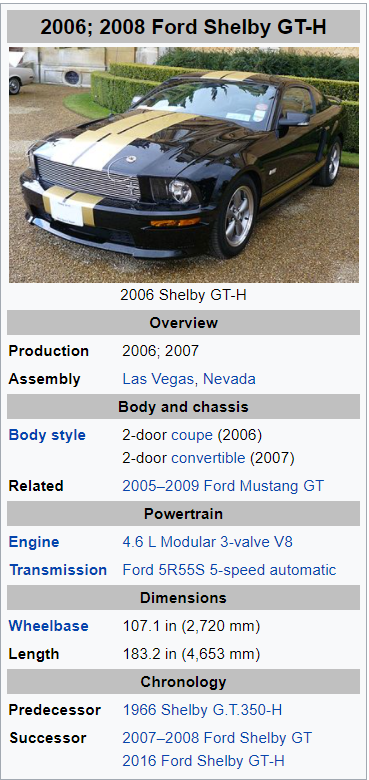 2006; 2008 Ford Shelby GT-H
2006 Shelby GT-H
Overview
Production 2006; 2007
Assembly Las Vegas, Nevada
Body and chassis
Body style 2-door coupe (2006)
2-door convertible (2007)
Related 2005–2009 Ford Mustang GT
Powertrain
Engine 4.6 L Modular 3-valve V8
Transmission Ford 5R55S 5-speed automatic
Dimensions
Wheelbase 107.1 in (2,720 mm)
Length 183.2 in (4,653 mm)
Chronology
Predecessor 1966 Shelby G.T.350-H
Successor 2007–2008 Ford Shelby GT
2016 Ford Shelby GT-H